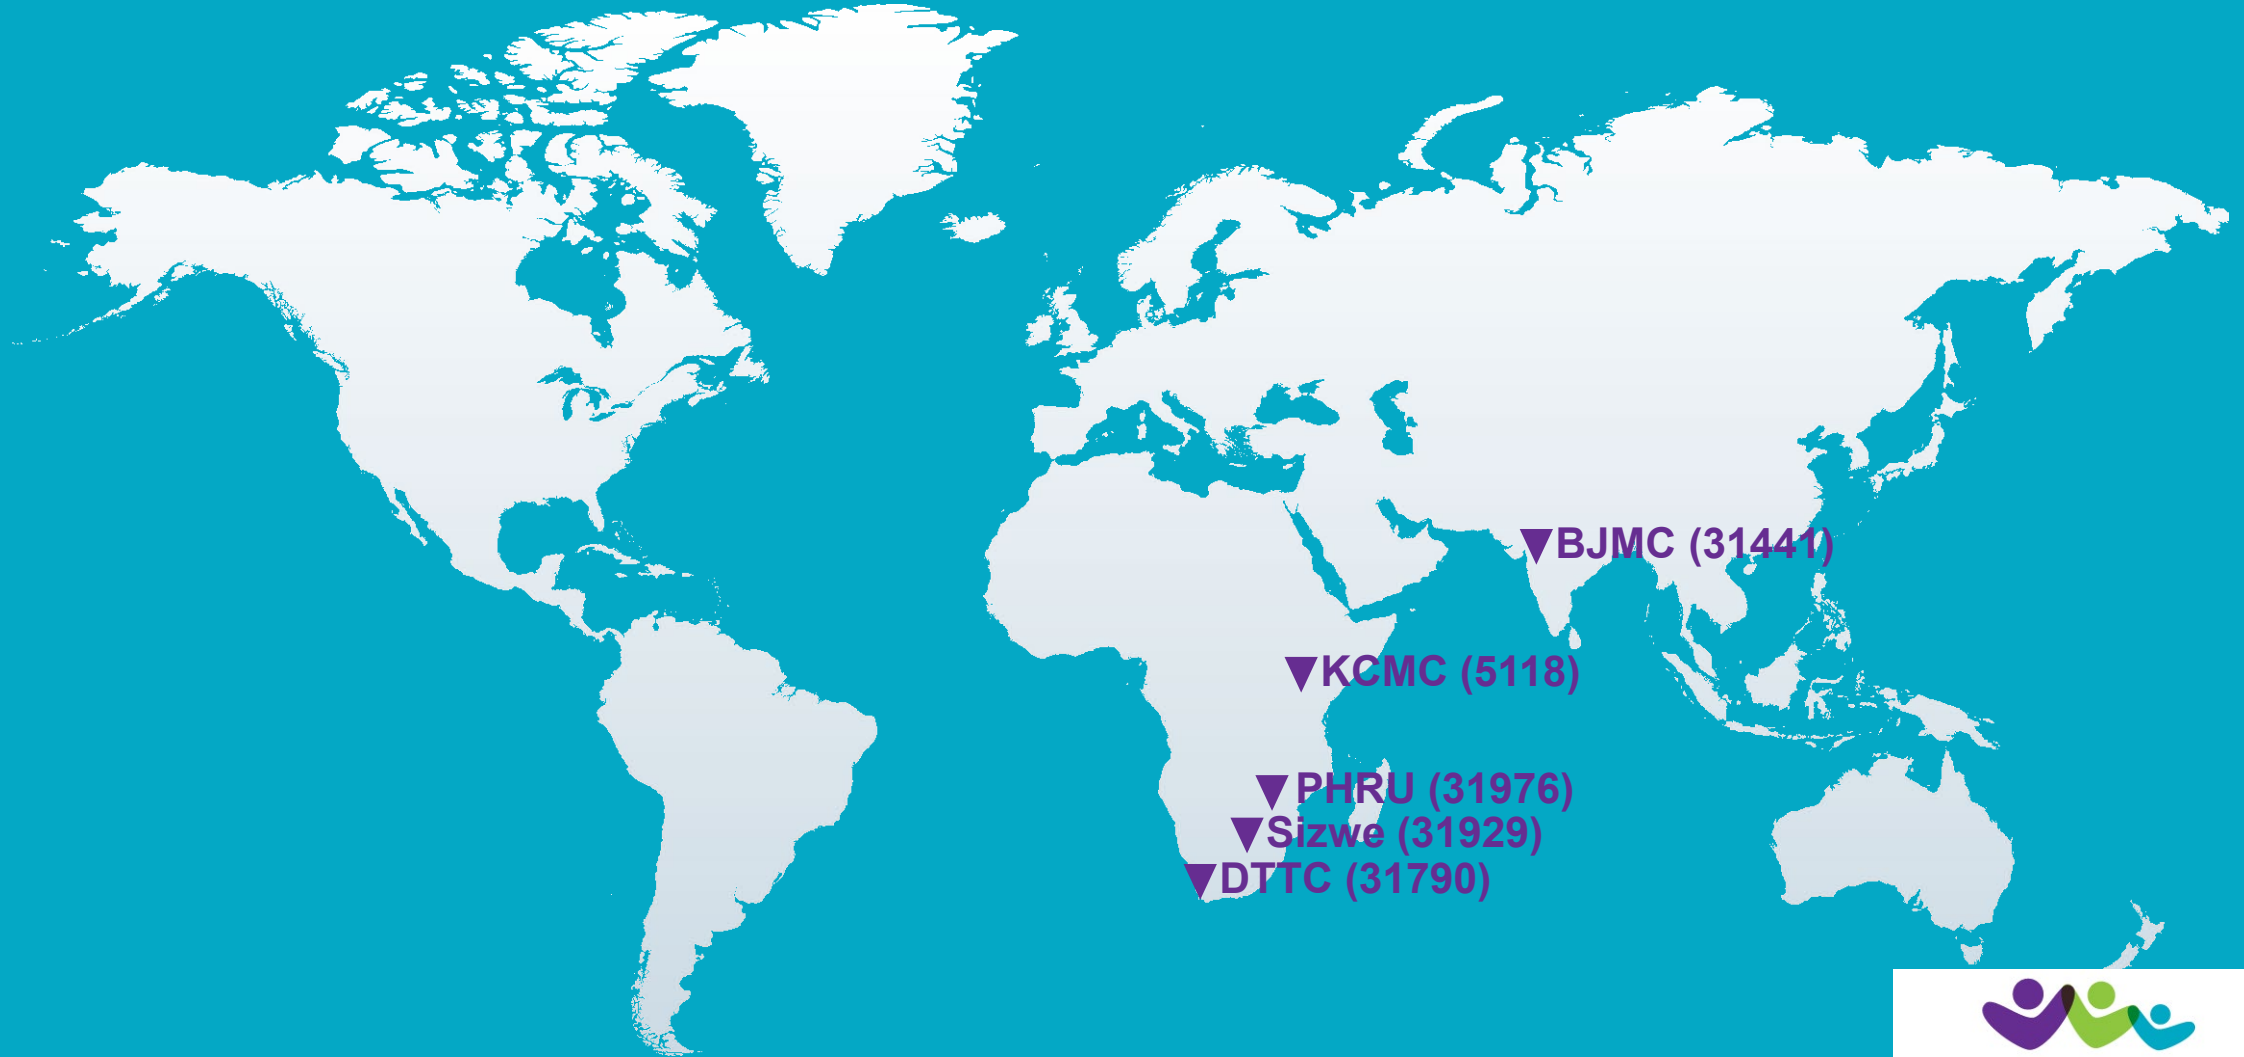 BJMC (31441)
KCMC (5118)
PHRU (31976)
Sizwe (31929)
DTTC (31790)